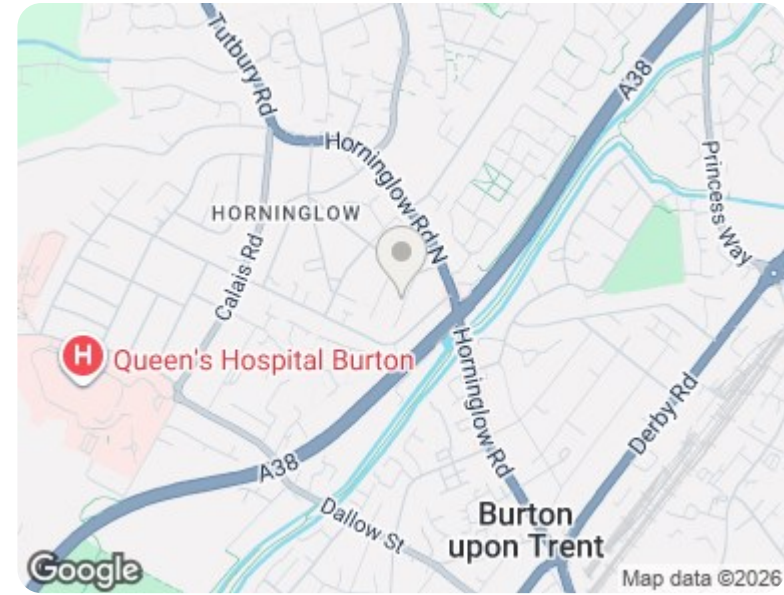 Tutbury Rd
A38
Horninglow Rd N
Princess Way
HORNINGLOW
Calais Rd
H
Queen's Hospital Burton
Horninglow Rd
Derby Rd
A38
Dallow St
Burton
upon Trent
Google
Map data ©2026